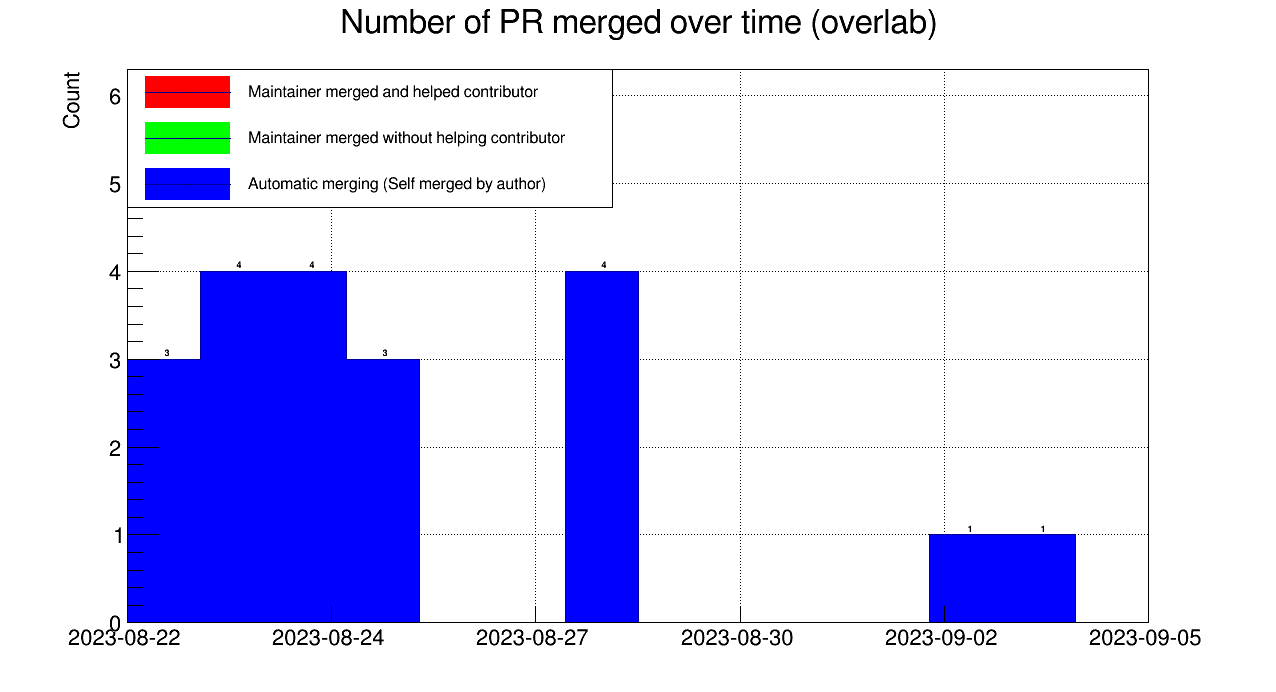 Number of PR merged over time (overlab)
Count
Maintainer merged and helped contributor
Maintainer merged without helping contributor
Automatic merging (Self merged by author)
6
5
4
3
2
1
0
4 4 4
3 3
1 1
2023-08-22 2023-08-24 2023-08-27 2023-08-30 2023-09-02 2023-09-05